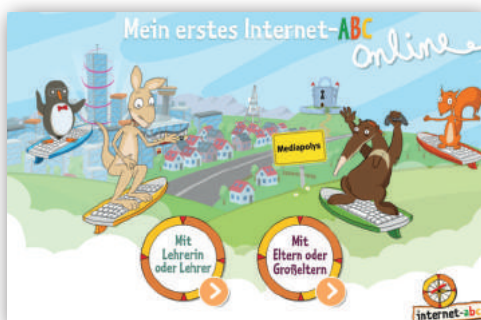 Mein erstes Internet-ABC
online
Mediapolys
Mit
Lehrerin
oder Lehrer
Mit
Eltern oder
Großeltern
internet-abc